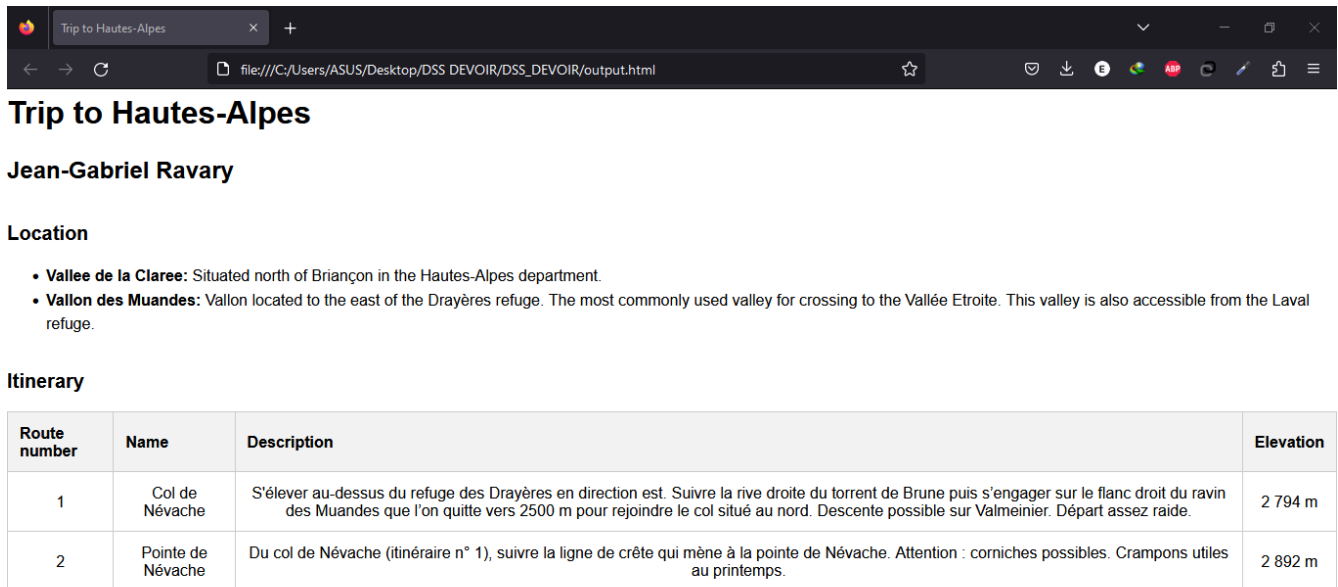 Trip to Hautes-Alpes
file:///C:/Users/ASUS/Desktop/DSS DEVOIR/DSS_DEVOIR/output.html
E
ABP
Trip to Hautes-Alpes
Jean-Gabriel Ravary
Location
• Vallee de la Claree: Situated north of Briançon in the Hautes-Alpes department.
• Vallon des Muandes: Vallon located to the east of the Drayères refuge. The most commonly used valley for crossing to the Vallée Etroite. This valley is also accessible from the Laval
refuge.
Itinerary
Route
number
Name
Description
Elevation
1
Col de
Névache
S'élever au-dessus du refuge des Drayères en direction est. Suivre la rive droite du torrent de Brune puis s’engager sur le flanc droit du ravin
des Muandes que l’on quitte vers 2500 m pour rejoindre le col situé au nord. Descente possible sur Valmeinier. Départ assez raide.
2 794 m
2
Pointe de
Névache
Du col de Névache (itinéraire n° 1), suivre la ligne de crête qui mène à la pointe de Névache. Attention : corniches possibles. Crampons utiles
au printemps.
2 892 m